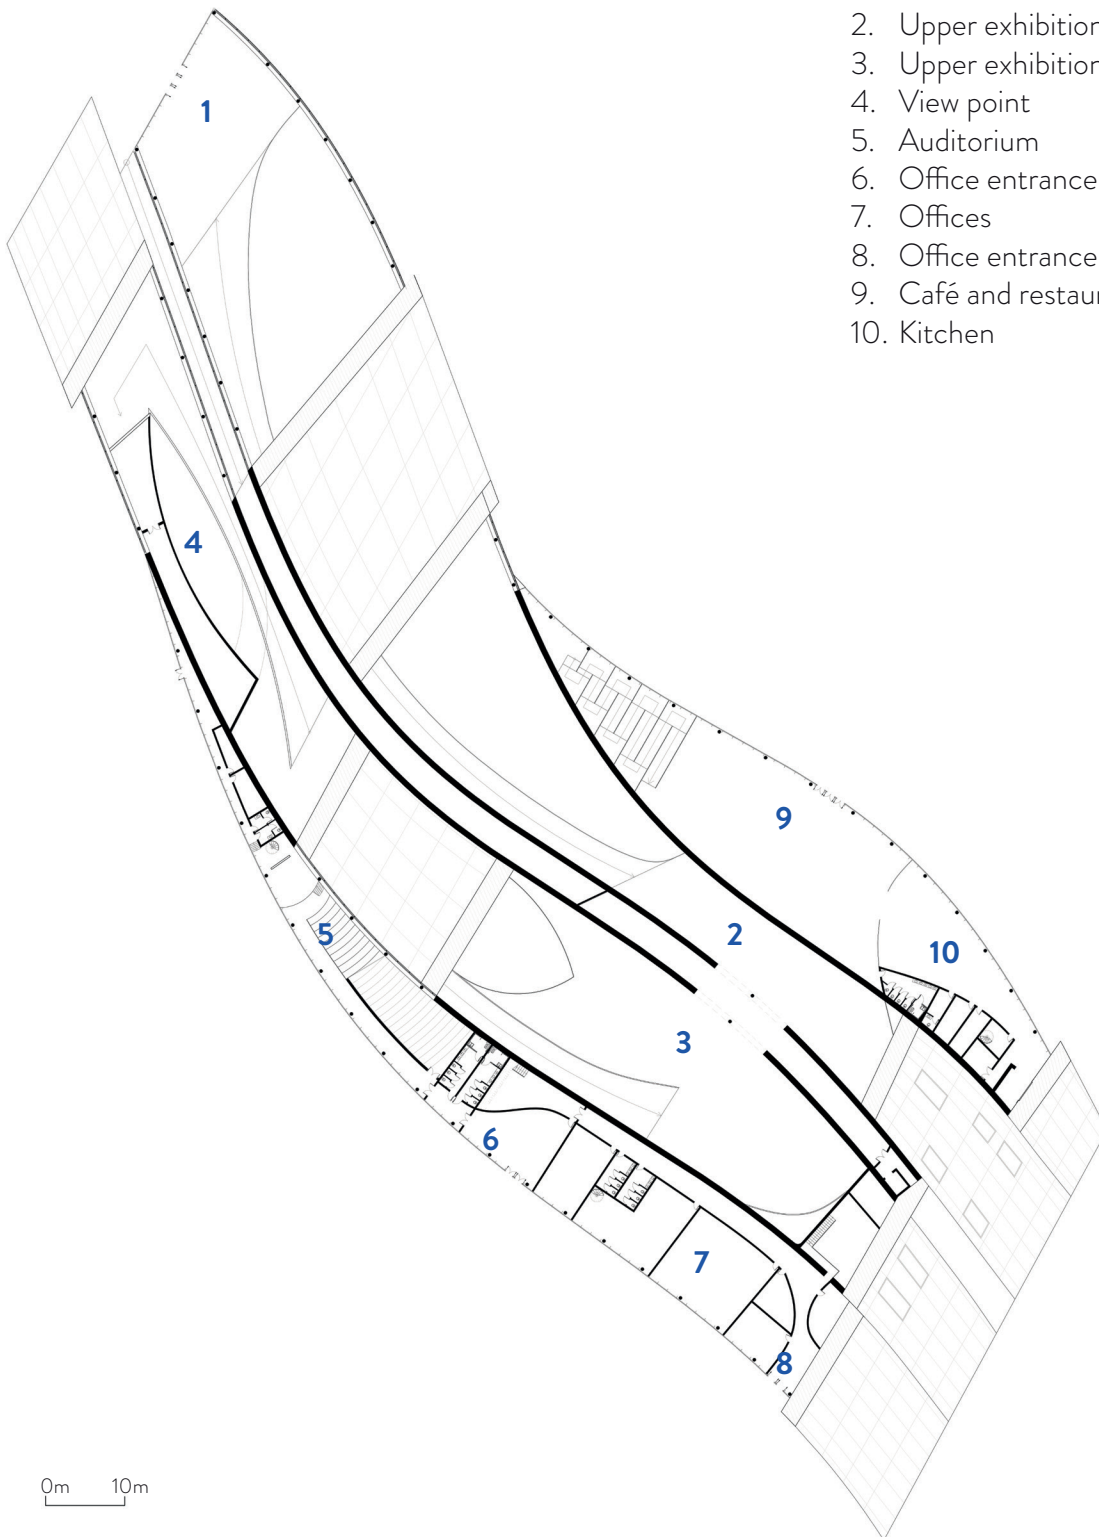 2. Upper exhibition
3. Upper exhibition
4. View point
5. Auditorium
6. Office entrance
7. Offices
8. Office entrance
9. Café and
10. Kitchen
1
4
9
5
2
10
3
6
7
8
0m 10m